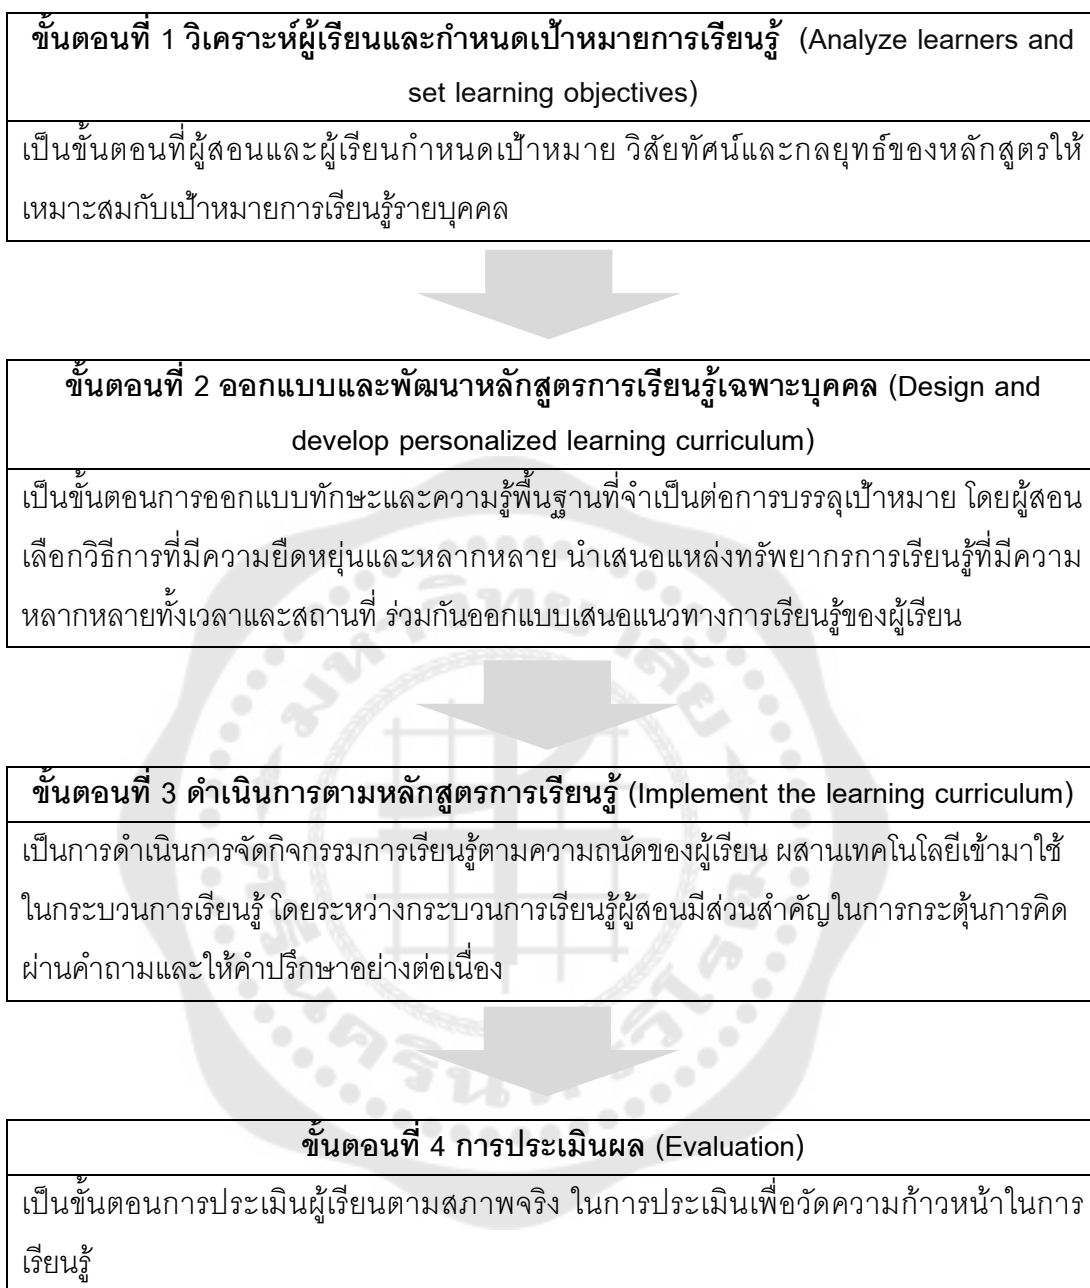 ขั้นตอนที่ 1 วิเคราะห์ผู้เรียนและกำหนดเป้าหมายการเรียนรู้ (Analyze learners and
set learning objectives)
เป็นขั้นตอนที่ผู้สอนและผู้เรียนกำหนดเป้าหมาย วิสัยทัศน์และกลยุทธ์ของหลักสูตรให้
เหมาะสมกับเป้าหมายการเรียนรู้รายบุคคล
ขั้นตอนที่ 2 ออกแบบและพัฒนาหลักสูตรการเรียนรู้เฉพาะบุคคล (Design and
develop personalized learning curriculum)
เป็นขั้นตอนการออกแบบทักษะและความรู้พื้นฐานที่จำเป็นต่อการบรรลุเป้าหมาย โดยผู้สอน
เลือกวิธีการที่มีความยืดหยุ่นและหลากหลาย นำเสนอแหล่งทรัพยากรการเรียนรู้ที่มีความ
หลากหลายทั้งเวลาและสถานที่ ร่วมกันออกแบบเสนอแนวทางการเรียนรู้ของผู้เรียน
ขั้นตอนที่ 3 ดำเนินการตามหลักสูตรการเรียนรู้ (Implement the learning curriculum)
เป็นการดำเนินการจัดกิจกรรมการเรียนรู้ตามความถนัดของผู้เรียน ผสานเทคโนโลยีเข้ามาใช้
ในกระบวนการเรียนรู้ โดยระหว่างกระบวนการเรียนรู้ผู้สอนมีส่วนสำคัญในการกระตุ้นการคิด
ผ่านคำถามและให้คำปรึกษาอย่างต่อเนื่อง
ขั้นตอนที่ 4 การประเมินผล (Evaluation)
เป็นขั้นตอนการประเมินผู้เรียนตามสภาพจริง ในการประเมินเพื่อวัดความก้าวหน้าในการ
เรียนรู้
มหาวิทยาลัย
ศรีนครินทรวิโรฒ